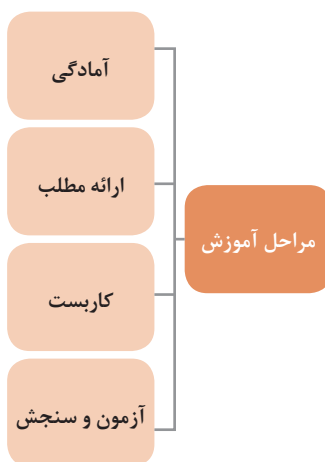 مراحل آموزش
آمادگی
ارائه مطلب
کاربست
آزمون و سنجش